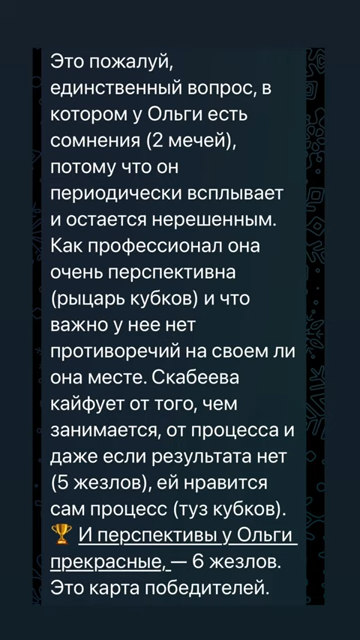 Это пожалуй,
единственный вопрос, в
котором у Ольги есть
сомнения (2 мечей),
потому что он
периодически всплывает
и остается нерешенным.
Как профессионал она
очень перспективна
(рыцарь кубков) и что
важно у нее нет
противоречий на своем ли
она месте. Скабеева
кайфует от того, чем
занимается, от процесса и
даже если результата нет
(5 жезлов), ей нравится
сам процесс (туз кубков).
🏆 И перспективы у Ольги
прекрасные, — 6 жезлов.
Это карта победителей.